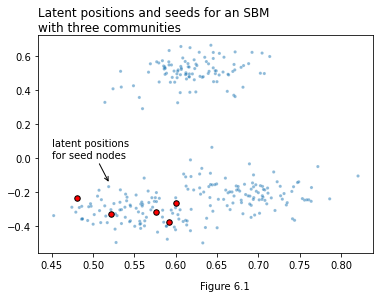 Latent positions and seeds for an SBM
with three communities
0.6
0.4
0.2
0.0
−0.2
−0.4
latent positions
for seed nodes
0.45 0.50 0.55 0.60 0.65 0.70 0.75 0.80
Figure 6.1